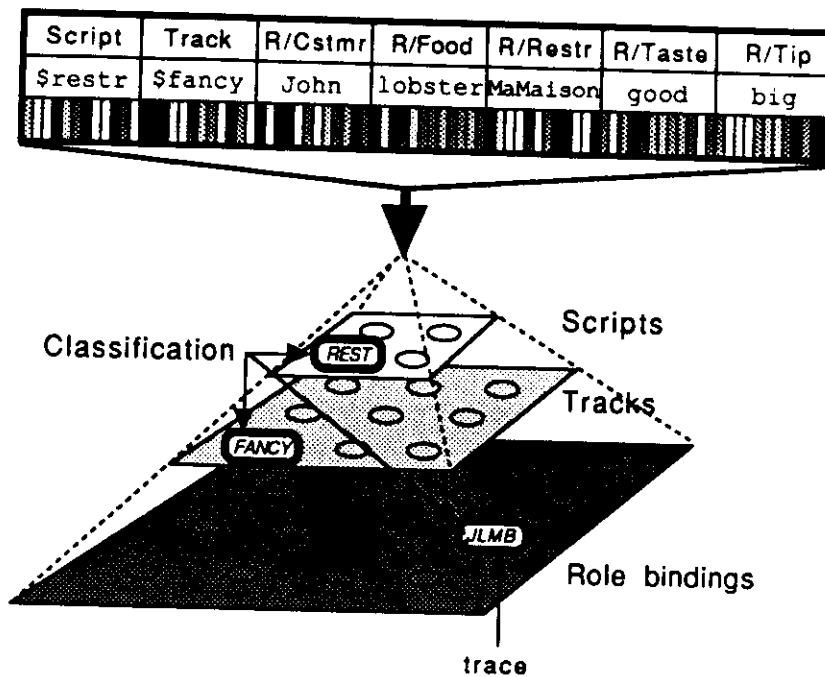 Script Track R/Cstmr R/Food R/Restr R/Taste R/Tip
$restr $fancy John lobster MaMaison good big
Scripts
Classification
REST
Tracks
FANCY
JLMB
Role bindings
trace